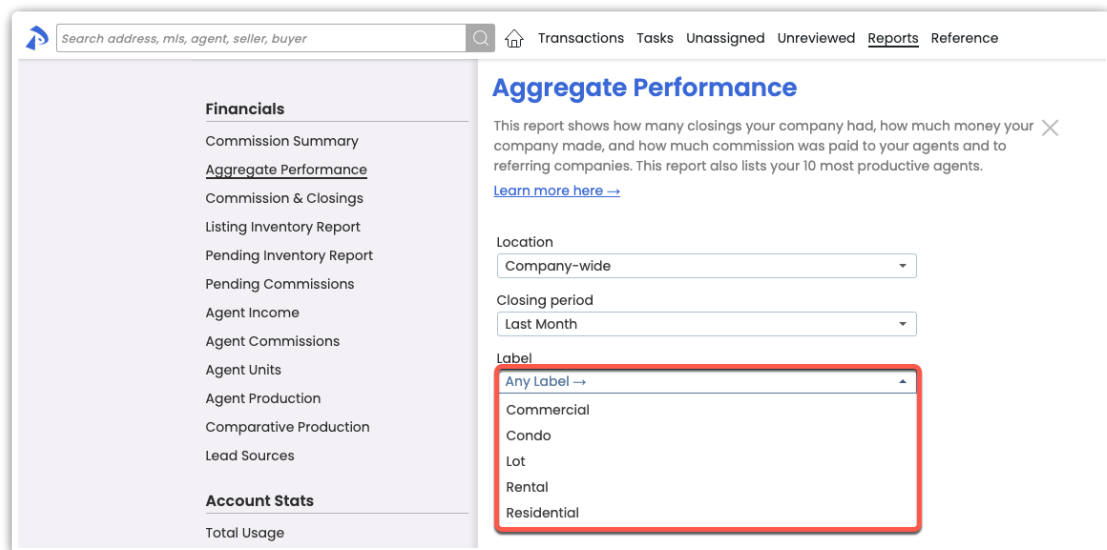 Search address, mls, agent, seller, buyer
Transactions Tasks Unassigned Unreviewed Reports Reference
Financials
Commission Summary
Aggregate Performance
Commission & Closings
Listing Inventory Report
Pending Inventory Report
Pending Commissions
Agent Income
Agent Commissions
Agent Units
Agent Production
Comparative Production
Lead Sources
Account Stats
Total Usage
Aggregate Performance
This report shows how many closings your company had, how much money your
company made, and how much commission was paid to your agents and to
referring companies. This report also lists your 10 most productive agents.
Learn more here →
Location
Company-wide
Closing period
Last Month
Label
Any Label →
Commercial
Condo
Lot
Rental
Residential